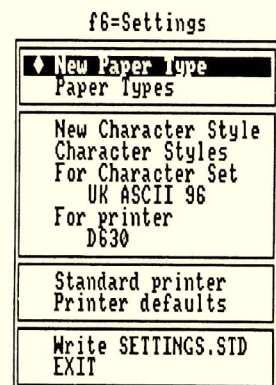 f6=Settings
♦ New Paper Type
Paper Types
New Character Style
Character Styles
For Character Set
UK ASCII 96
For printer
D630
Standard printer
Printer defaults
Write SETTINGS.STD
EXIT